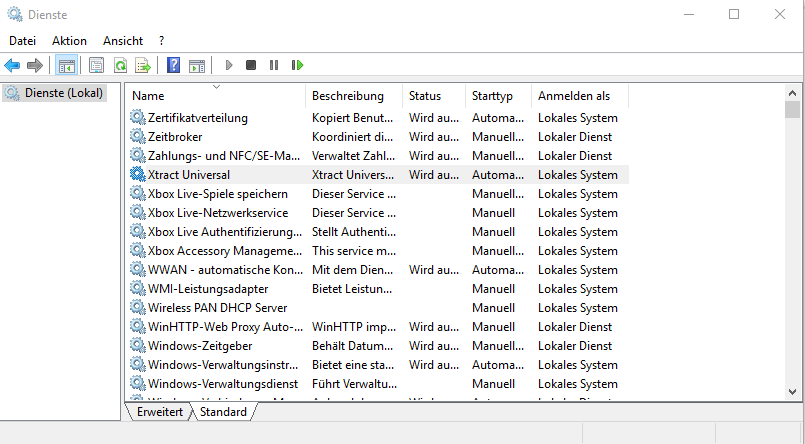 Dienste
Datei Aktion Ansicht ?
Dienste (Lokal)
Name Beschreibung Status Starttyp Anmelden als
Zertifikatverteilung Kopiert Benut... Wird au... Automa... Lokales System
Zeitbroker Koordiniert di... Wird au... Manuell... Lokaler Dienst
Zahlungs- und NFC/SE-Ma... Verwaltet Zahl... Wird au... Manuell... Lokaler Dienst
Xtract Universal Xtract Univers... Wird au... Automa... Lokales System
Xbox Live-Spiele speichern Dieser Service ... Manuell... Lokales System
Xbox Live-Netzwerkservice Dieser Service ... Manuell Lokales System
Xbox Live Authentifizierung... Stellt Authenti... Manuell Lokales System
Xbox Accessory Manageme... This service m... Manuell... Lokales System
WWAN - automatische Kon... Mit dem Dien... Wird au... Automa... Lokales System
WMI-Leistungsadapter Bietet Leistun... Manuell Lokales System
Wireless PAN DHCP Server Manuell Lokales System
WinHTTP-Web Proxy Auto-... WinHTTP imp... Wird au... Manuell Lokaler Dienst
Windows-Zeitgeber Behält Datum... Wird au... Manuell... Lokaler Dienst
Windows-Verwaltungsinstr... Bietet eine sta... Wird au... Automa... Lokales System
Windows-Verwaltungsdienst Führt Verwaltu... Manuell Lokales System
Erweitert Standard